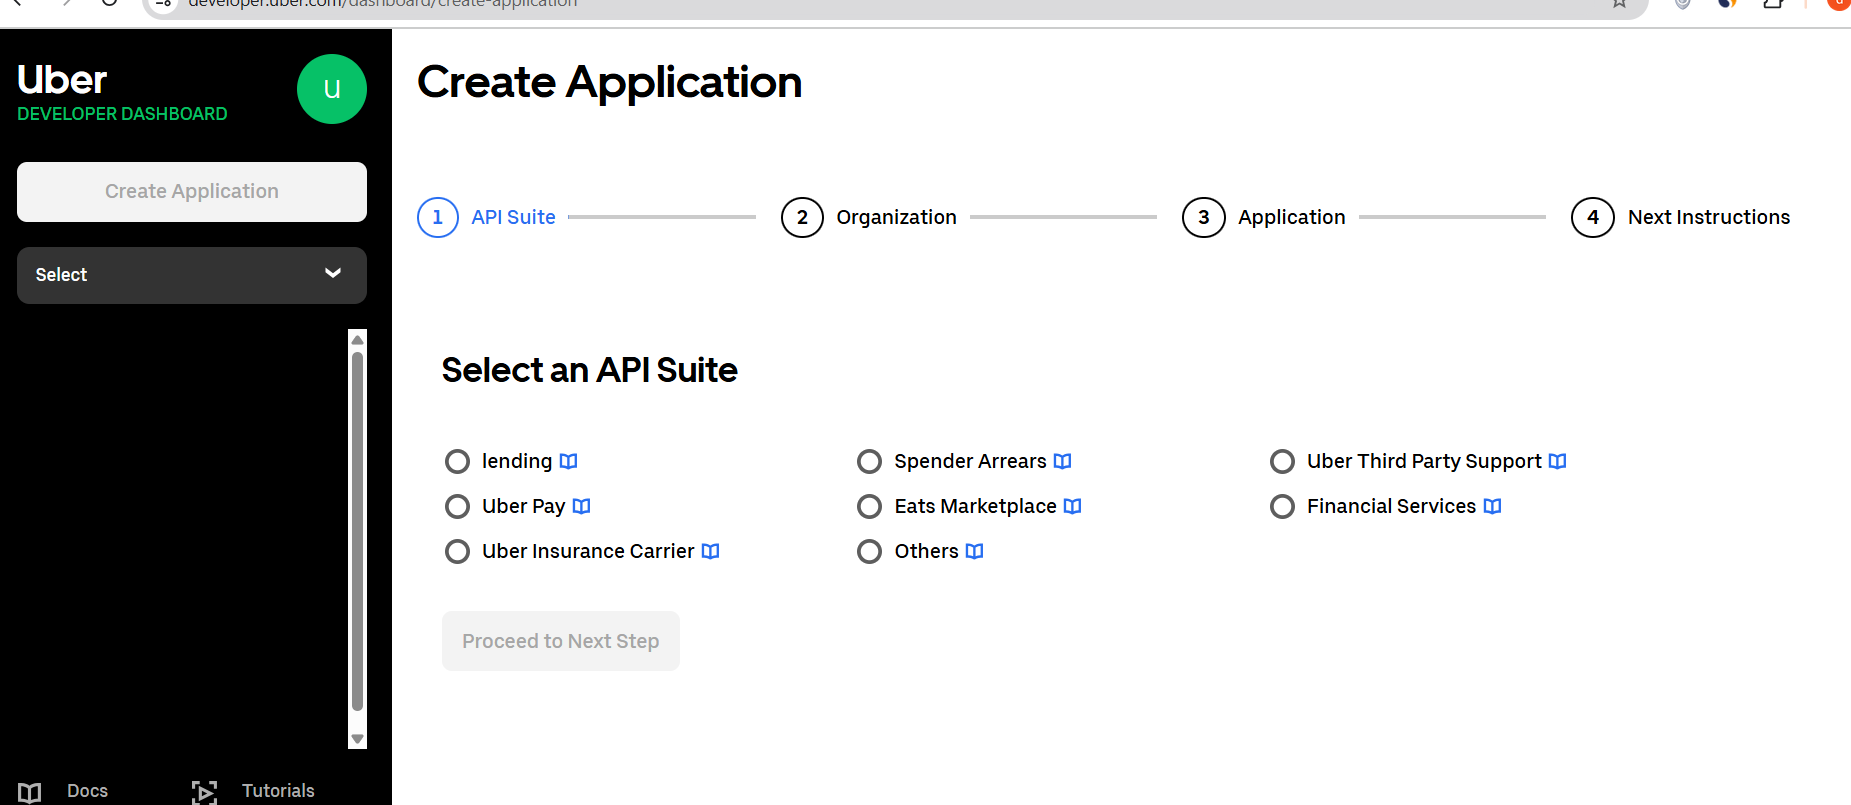 developer.uber.com/dashboard/create-application
Uber
DEVELOPER DASHBOARD
U
Create Application
Select
Docs
Tutorials
Create Application
1 API Suite
2 Organization
3 Application
4 Next Instructions
Select an API Suite
lending
Spender Arrears
Uber Third Party Support
Uber Pay
Eats Marketplace
Financial Services
Uber Insurance Carrier
Others
Proceed to Next Step